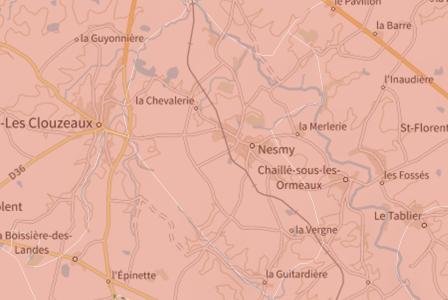 le Pavillon
la Barre
la Guyonnière
l'Inaudière
la Chevalerie
-Les Clouzeaux
la Merlerie
St-Florent
Nesmy
D36
Chaillé-sous-les-
Ormeaux
les Fossés
olent
Le Tablier
a Boissière-des-
Landes
la Vergne
l'Épinette
la Guitardière